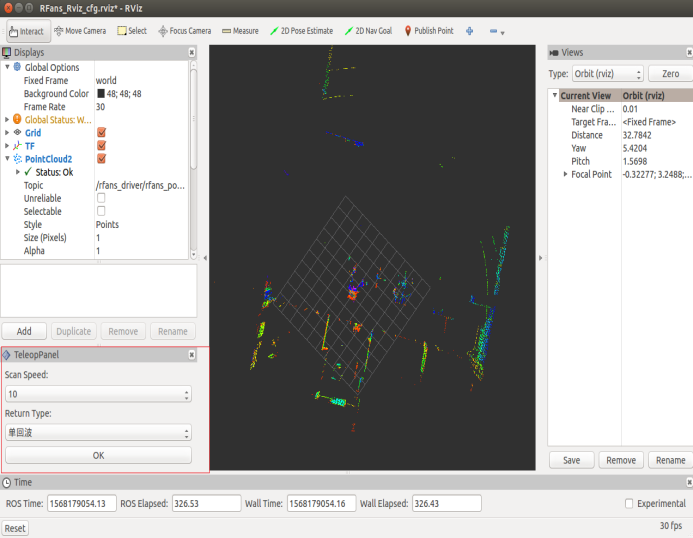 RFans_Rviz_cfg.rviz* - RViz
Interact Move Camera Select Focus Camera Measure 2D Pose Estimate 2D Nav Goal Publish Point
Displays
Global Options
Fixed Frame world
Background Color 48; 48; 48
Frame Rate 30
Global Status: W...
Grid
TF
PointCloud2
Status: Ok
Topic /rfans_driver/rfans_po...
Unreliable
Selectable
Style Points
Size (Pixels) 1
Alpha 1
Add Duplicate Remove Rename
TeleopPanel
Scan Speed:
10
Return Type:
单回波
OK
Views
Type: Orbit (rviz) Zero
Current View Orbit (rviz)
Near Clip ... 0.01
Target Fra... <Fixed Frame>
Distance 32.7842
Yaw 5.4204
Pitch 1.5698
Focal Point -0.32277; 3.2488;...
Save Remove Rename
Time
ROS Time: 1568179054.13 ROS Elapsed: 326.53 Wall Time: 1568179054.16 Wall Elapsed: 326.43 Experimental
Reset 30 fps